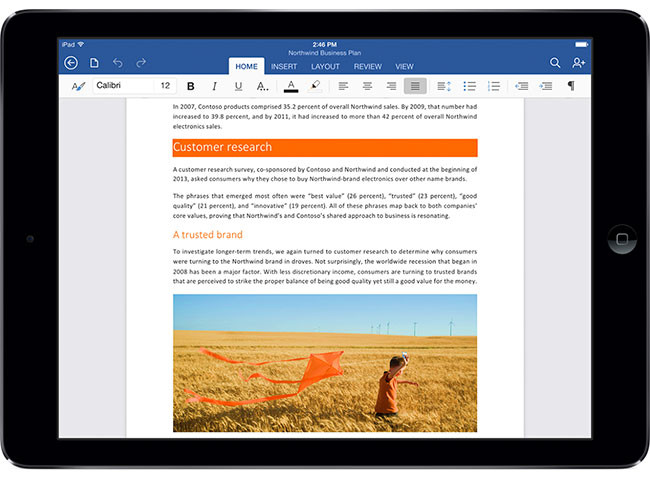 iPad
2:46 PM
Northwind Business Plan
HOME INSERT LAYOUT REVIEW VIEW
Calibri 12 B I U A.. A ¶
In 2007, Contoso products comprised 35.2 percent of overall Northwind sales. By 2009, that number had
increased to 39.8 percent, and by 2011, it had increased to more than 42 percent of overall Northwind
electronics sales.
Customer research
A customer research survey, co-sponsored by Contoso and Northwind and conducted at the beginning of
2013, asked consumers why they chose to buy Northwind-brand electronics over other name brands.
The phrases that emerged most often were “best value” (26 percent), “trusted” (23 percent), “good
quality” (21 percent), and “innovative” (19 percent). All of these phrases map back to both companies’
core values, proving that Northwind’s and Contoso’s shared approach to business is resonating.
A trusted brand
To investigate longer-term trends, we again turned to customer research to determine why consumers
were turning to the Northwind brand in droves. Not surprisingly, the worldwide recession that began in
2008 has been a major factor. With less discretionary income, consumers are turning to trusted brands
that are perceived to strike the proper balance of being good quality yet still a good value for the money.